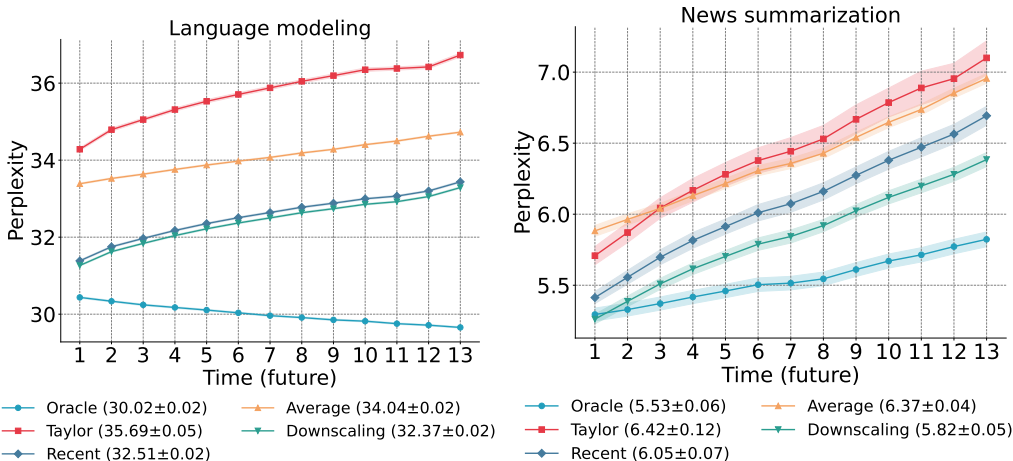 Language modeling
Perplexity
36
34
32
30
1 2 3 4 5 6 7 8 9 10 11 12 13
Time (future)
Oracle (30.02±0.02)
Average (34.04±0.02)
Taylor (35.69±0.05)
Downscaling (32.37±0.02)
Recent (32.51±0.02)
News summarization
Perplexity
7.0
6.5
6.0
5.5
1 2 3 4 5 6 7 8 9 10 11 12 13
Time (future)
Oracle (5.53±0.06)
Average (6.37±0.04)
Taylor (6.42±0.12)
Downscaling (5.82±0.05)
Recent (6.05±0.07)